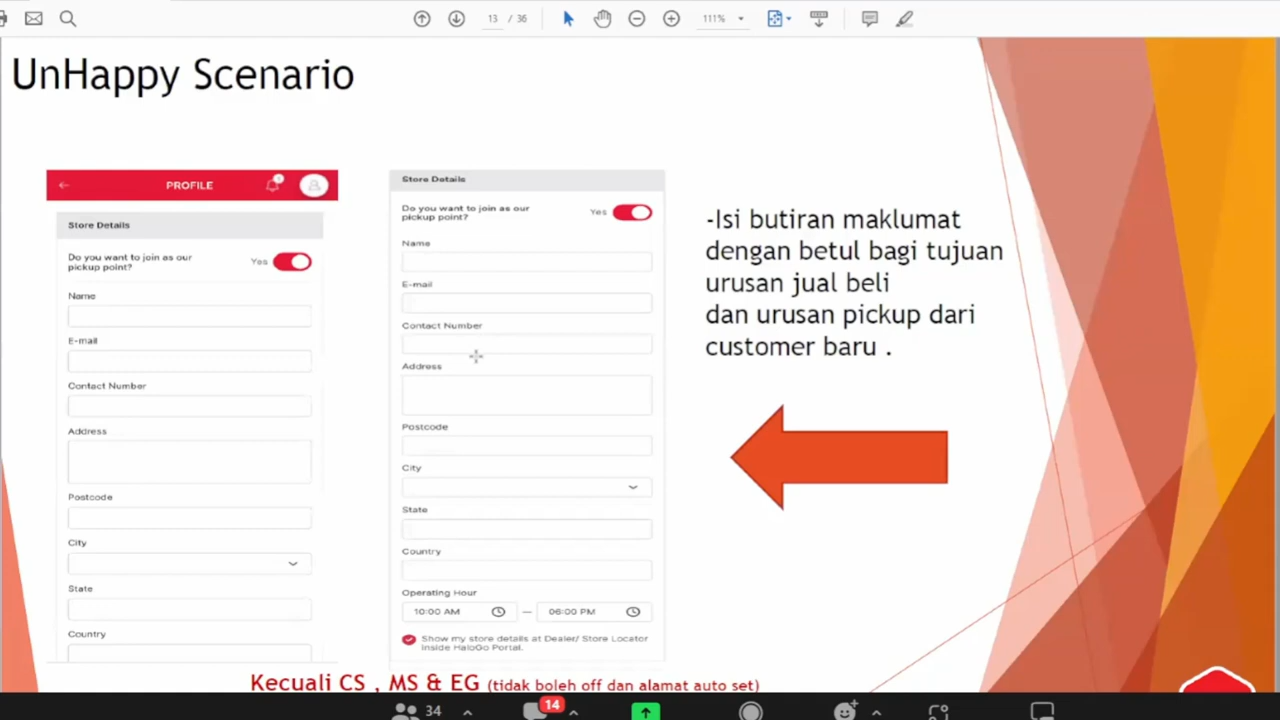 13 / 36
111%
UnHappy Scenario
PROFILE
Store Details
Do you want to join as our
pickup point?
Yes
Name
E-mail
Contact Number
Address
Postcode
City
State
Country
Store Details
Do you want to join as our
pickup point?
Yes
Name
E-mail
Contact Number
Address
Postcode
City
State
Country
Operating Hour
10:00 AM — 06:00 PM
Show my store details at Dealer/ Store Locator
Inside HaloGo Portal.
-Isi butiran maklumat
dengan betul bagi tujuan
urusan jual beli
dan urusan pickup dari
customer baru .
Kecuali CS , MS & EG (tidak boleh off dan alamat auto set)
34
14